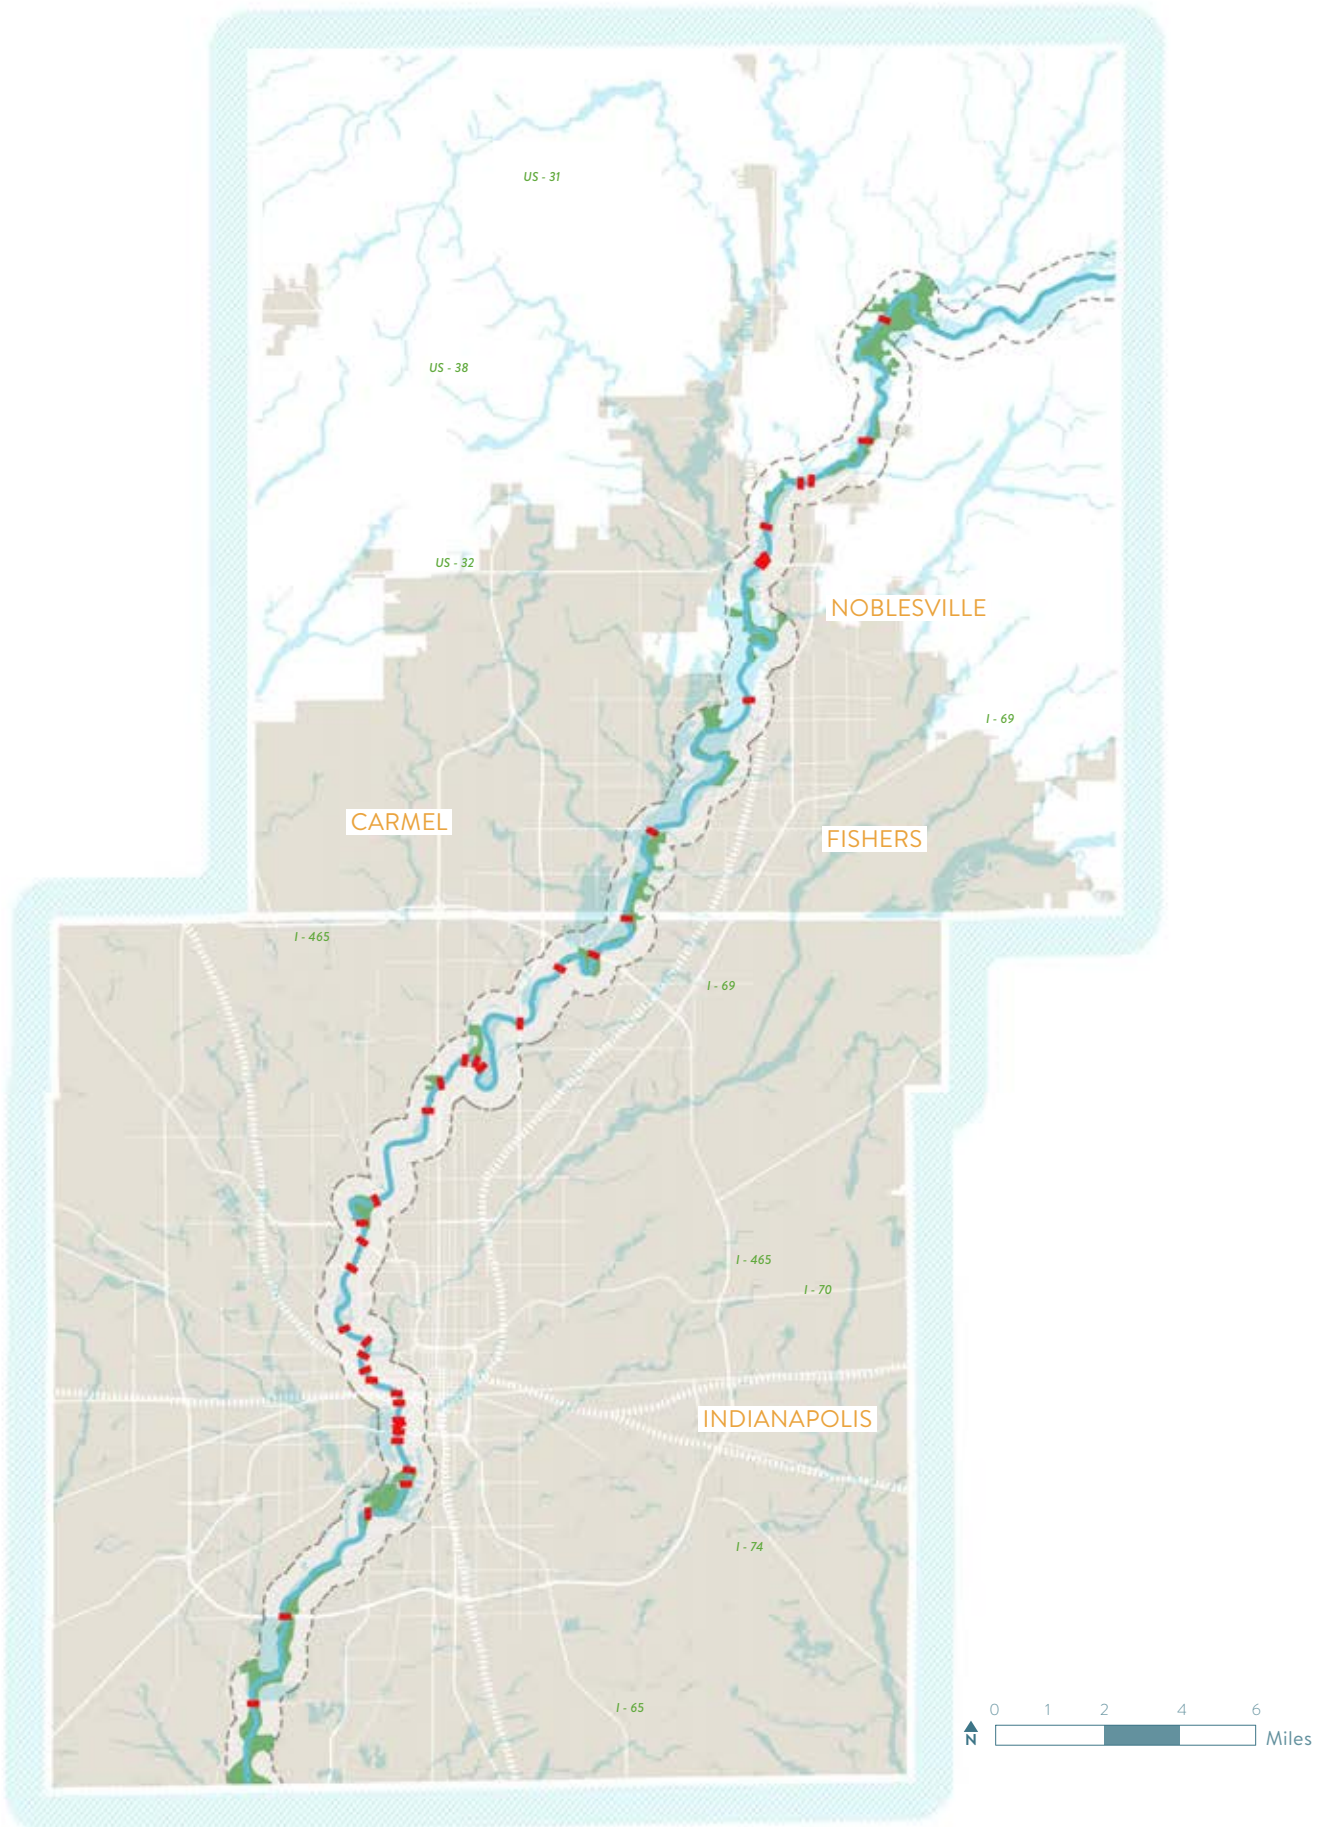 US - 31
US - 38
US - 32
NOBLESVILLE
I - 69
CARMEL
FISHERS
I - 465
I - 69
I - 465
I - 70
INDIANAPOLIS
I - 74
I - 65
0 1 2 4 6
N
Miles